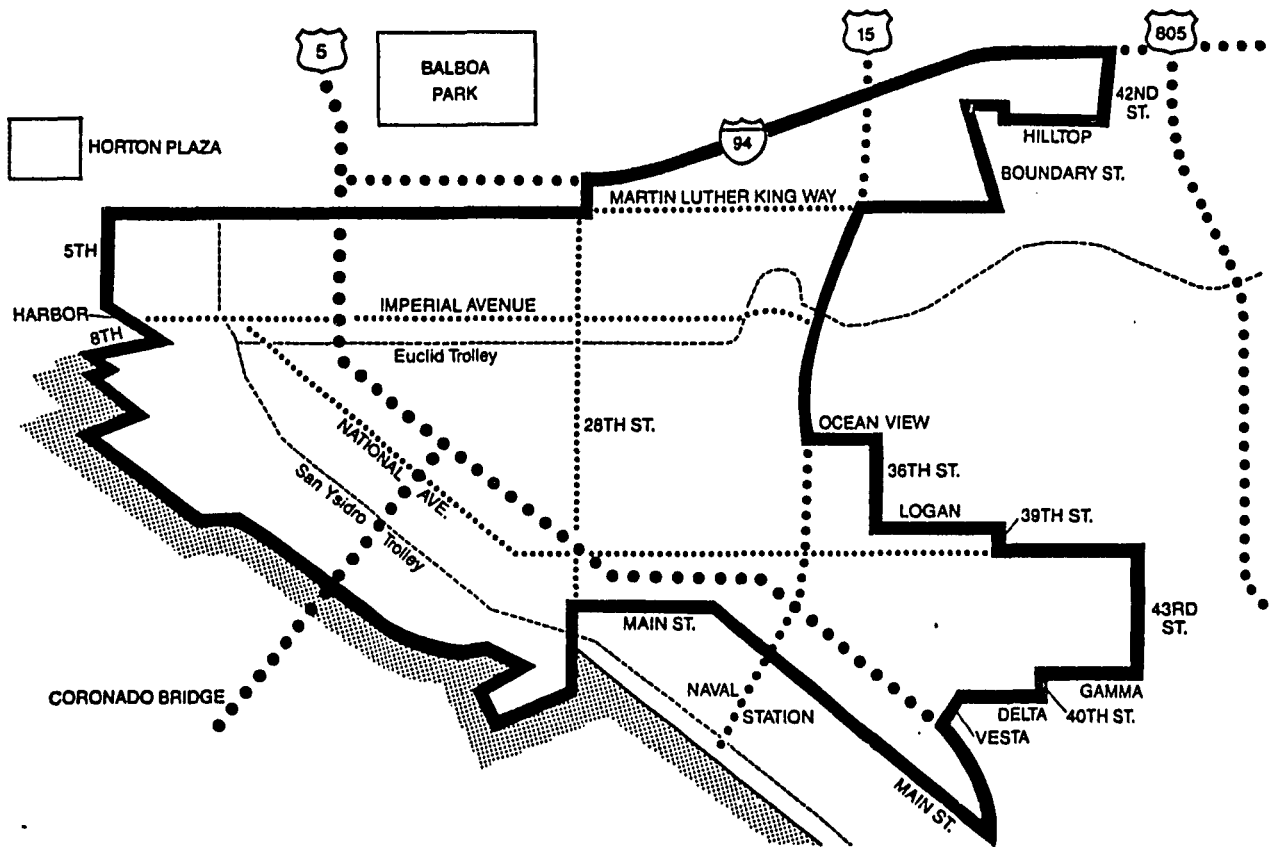 5
15
805
BALBOA
PARK
42ND
ST.
HORTON PLAZA
94
HILLTOP
BOUNDARY ST.
MARTIN LUTHER KING WAY
5TH
HARBOR
IMPERIAL AVENUE
8TH
Euclid Trolley
28TH ST.
OCEAN VIEW
NATIONAL
AVE.
36TH ST.
San Ysidro
Trolley
LOGAN
39TH ST.
MAIN ST.
43RD
ST.
NAVAL
STATION
CORONADO BRIDGE
GAMMA
DELTA
40TH ST.
VESTA
MAIN ST.